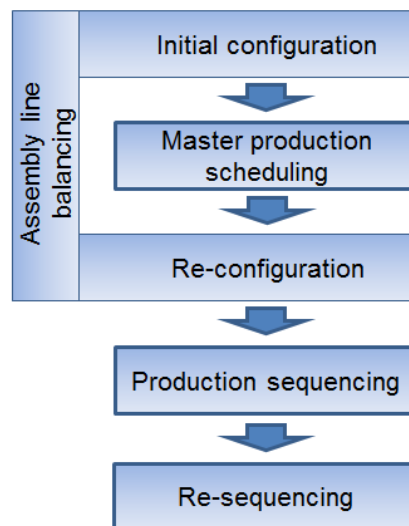 Assembly line
balancing
Initial configuration
Master production
scheduling
Re-configuration
Production sequencing
Re-sequencing